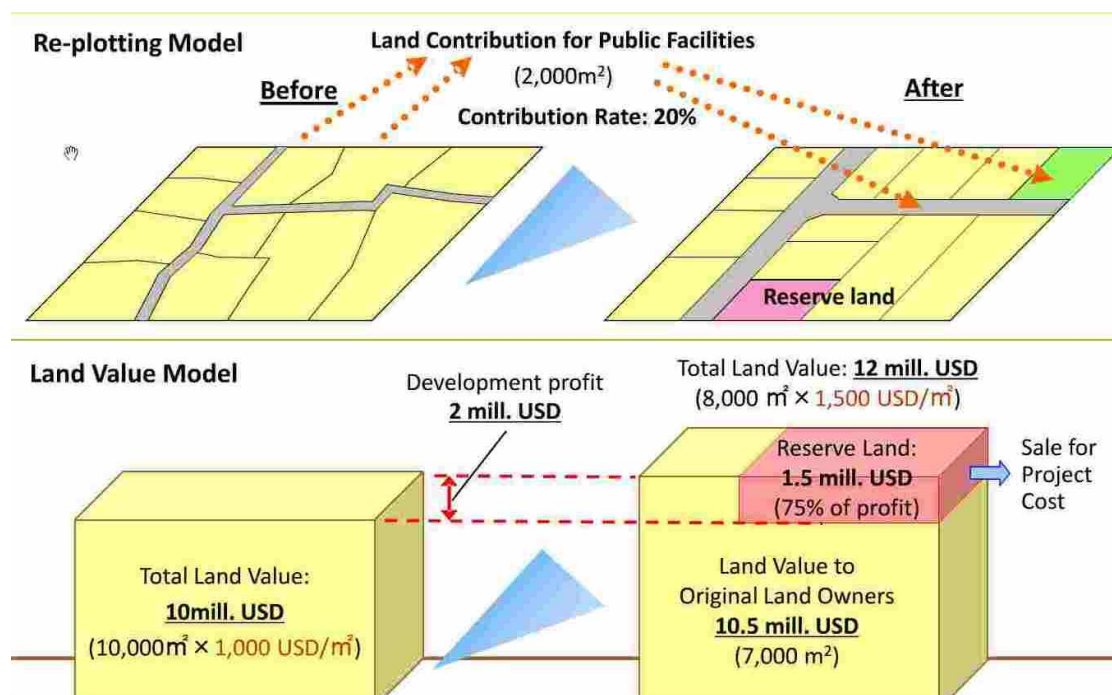 Re-plotting Model
Land Contribution for Public Facilities
(2,000m²)
Before
After
Contribution Rate: 20%
Reserve land
Land Value Model
Development profit
2 mill. USD
Total Land Value: 12 mill. USD
(8,000 ㎡ × 1,500 USD/㎡)
Reserve Land:
1.5 mill. USD
(75% of profit)
Sale for
Project
Cost
Total Land Value:
10mill. USD
(10,000㎡ × 1,000 USD/㎡)
Land Value to
Original Land Owners
10.5 mill. USD
(7,000 m²)